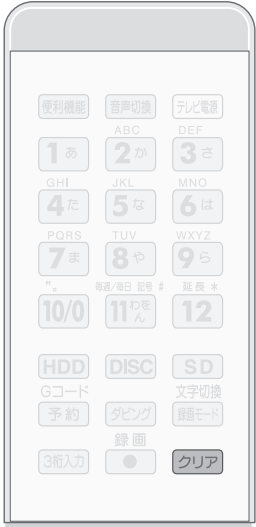 便利機能 音声切換 テレビ電源
ABC DEF
1 あ 2 か 3 さ
GHI JKL MNO
4 た 5 な 6 は
PQRS TUV WXYZ
7 ま 8 や 9 ら
゛゜ 毎週/毎日 記号 # 延長 *
10/0 11 わをん 12
HDD DISC SD
Gコード 文字切換
予約 ダビング 録画モード
録画
3桁入力 ● クリア